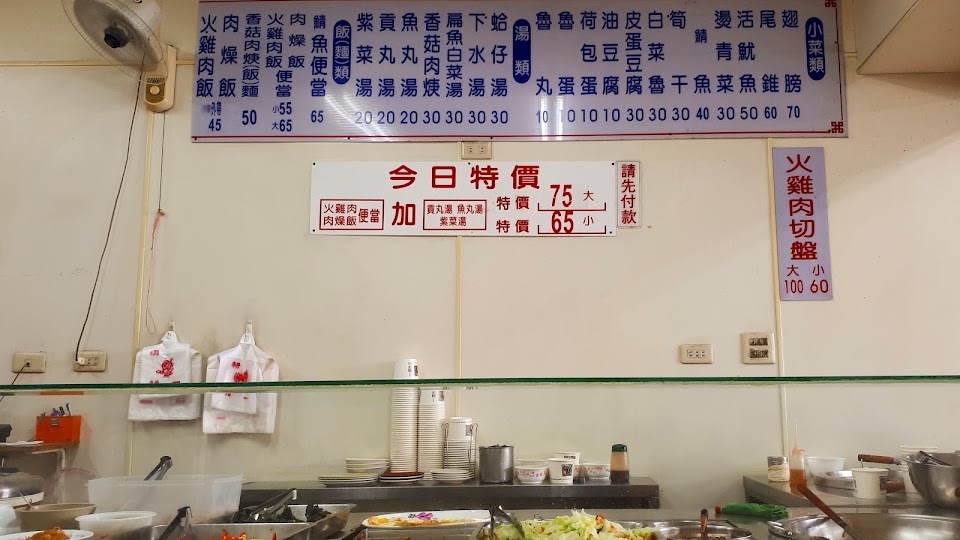 小菜類
翅膀 70
尾錐 60
活魷魚 50
燙青菜 30
鯖魚 40
筍干 30
白菜魯 30
皮蛋豆腐 30
油豆腐 10
荷包蛋 10
魯蛋 10
魯丸 10
湯類
蛤仔湯 30
下水湯 30
扁魚白菜湯 30
香菇肉焿 30
魚丸湯 20
貢丸湯 20
紫菜湯 20
飯(麵)類
鯖魚便當 65
肉燥飯
火雞肉飯便當
小55
大65
香菇肉焿(飯麵) 50
肉燥飯
火雞肉飯
45
今日特價
火雞肉
肉燥飯 便當
加
貢丸湯 魚丸湯
紫菜湯
特價 75 大
特價 65 小
請先付款
火雞肉切盤
大 小
100 60